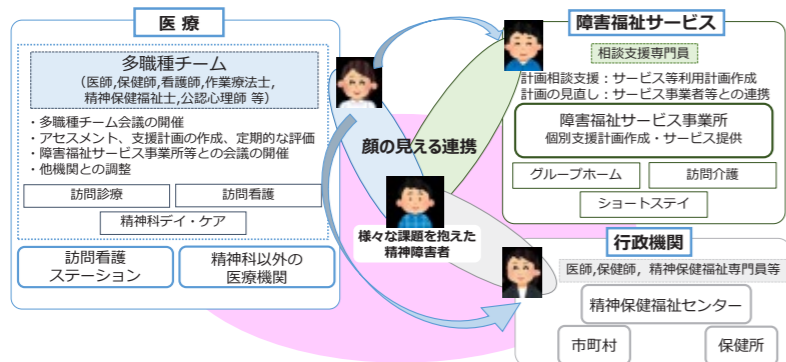 医 療
多職種チーム
（医師,保健師,看護師,作業療法士,
精神保健福祉士,公認心理師 等）
・多職種チーム会議の開催
・アセスメント、支援計画の作成、定期的な評価
・障害福祉サービス事業所等との会議の開催
・他機関との調整
訪問診療
訪問看護
精神科デイ・ケア
訪問看護
ステーション
精神科以外の
医療機関
顔の見える連携
様々な課題を抱えた
精神障害者
障害福祉サービス
相談支援専門員
計画相談支援：サービス等利用計画作成
計画の見直し：サービス事業者等との連携
障害福祉サービス事業所
個別支援計画作成・サービス提供
グループホーム
訪問介護
ショートステイ
行政機関
医師,保健師，精神保健福祉専門員等
精神保健福祉センター
市町村
保健所